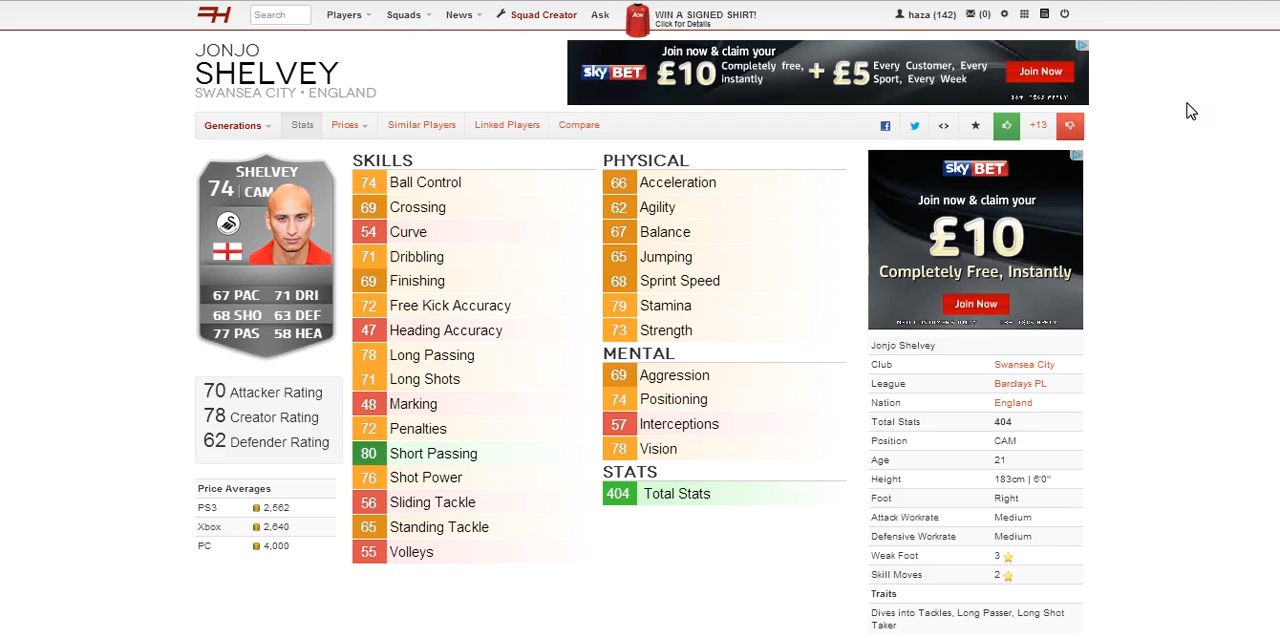 Search
Players
Squads
News
Squad Creator
Ask
WIN A SIGNED SHIRT!
Click for Details
haza (142)
(0)
JONJO
SHELVEY
SWANSEA CITY • ENGLAND
sky BET
Join now & claim your
£10 Completely free, instantly + £5 Every Customer, Every Sport, Every Week
Join Now
Generations
Stats
Prices
Similar Players
Linked Players
Compare
+13
SHELVEY
74 CAM
67 PAC 71 DRI
68 SHO 63 DEF
77 PAS 58 HEA
70 Attacker Rating
78 Creator Rating
62 Defender Rating
Price Averages
PS3 2,562
Xbox 2,640
PC 4,000
SKILLS
74 Ball Control
69 Crossing
54 Curve
71 Dribbling
69 Finishing
72 Free Kick Accuracy
47 Heading Accuracy
78 Long Passing
71 Long Shots
48 Marking
72 Penalties
80 Short Passing
76 Shot Power
56 Sliding Tackle
65 Standing Tackle
55 Volleys
PHYSICAL
66 Acceleration
62 Agility
67 Balance
65 Jumping
68 Sprint Speed
79 Stamina
73 Strength
MENTAL
69 Aggression
74 Positioning
57 Interceptions
78 Vision
STATS
404 Total Stats
sky BET
Join now & claim your
£10
Completely Free, Instantly
Join Now
Jonjo Shelvey
Club Swansea City
League Barclays PL
Nation England
Total Stats 404
Position CAM
Age 21
Height 183cm | 6'0"
Foot Right
Attack Workrate Medium
Defensive Workrate Medium
Weak Foot 3
Skill Moves 2
Traits
Dives into Tackles, Long Passer, Long Shot
Taker